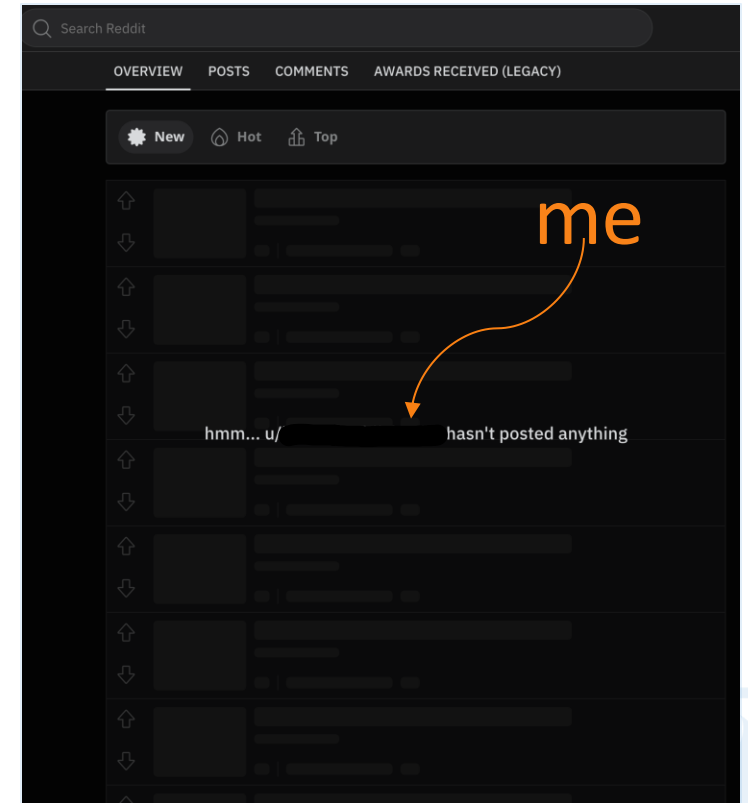 Search Reddit
OVERVIEW POSTS COMMENTS AWARDS RECEIVED (LEGACY)
New Hot Top
me
hmm... u/ hasn't posted anything